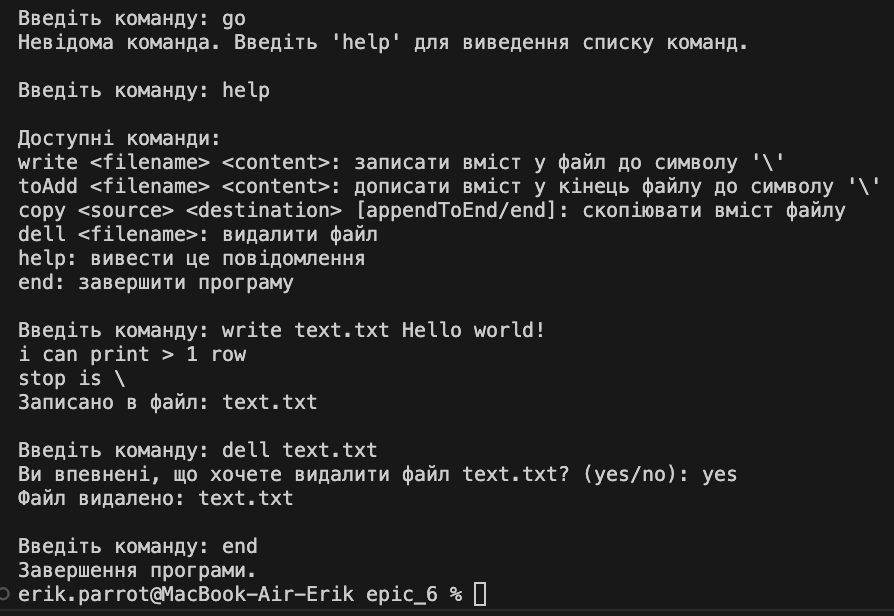 Введіть команду: go
Невідома команда. Введіть 'help' для виведення списку команд.
Введіть команду: help
Доступні команди:
write <filename> <content>: записати вміст у файл до символу '\'
toAdd <filename> <content>: дописати вміст у кінець файлу до символу '\'
copy <source> <destination> [appendToEnd/end]: скопіювати вміст файлу
dell <filename>: видалити файл
help: вивести це повідомлення
end: завершити програму
Введіть команду: write text.txt Hello world!
i can print > 1 row
stop is \
Записано в файл: text.txt
Введіть команду: dell text.txt
Ви впевнені, що хочете видалити файл text.txt? (yes/no): yes
Файл видалено: text.txt
Введіть команду: end
Завершення програми.
erik.parrot@MacBook-Air-Erik epic_6 %